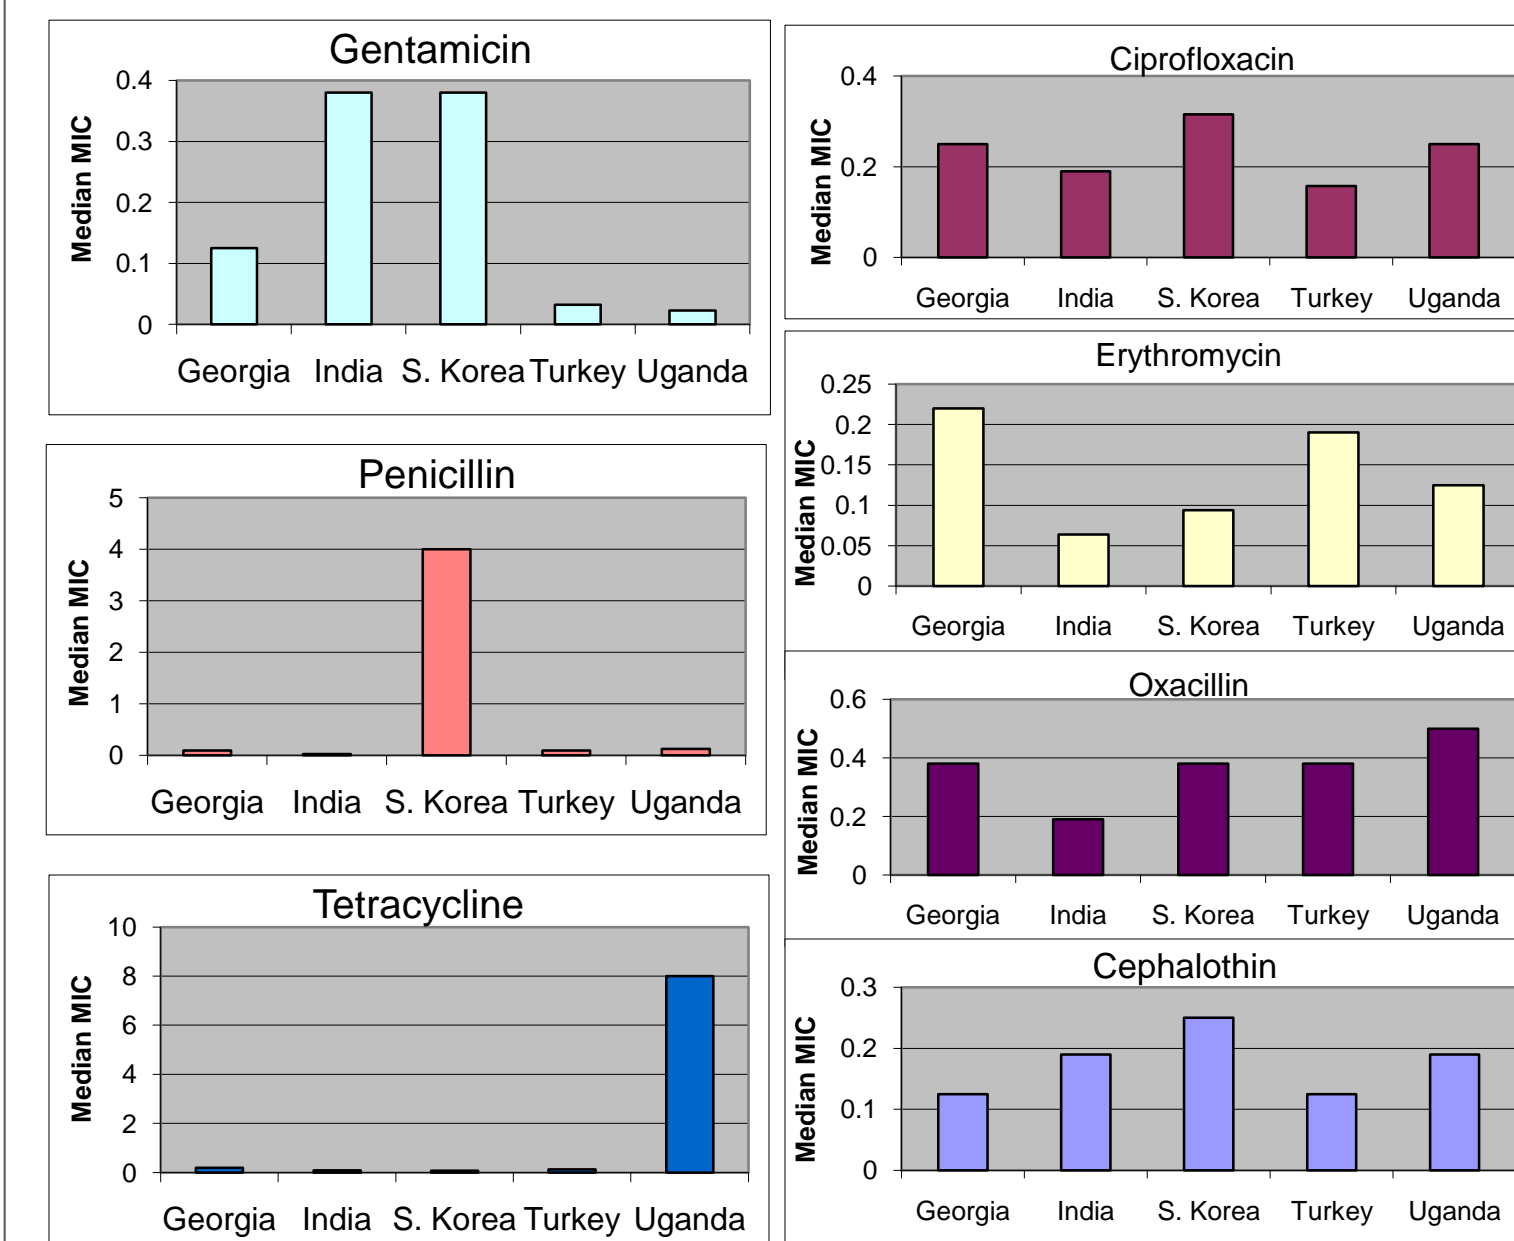 Gentamicin
Median MIC
0.4
0.3
0.2
0.1
0
Georgia India S. Korea Turkey Uganda
Penicillin
Median MIC
5
4
3
2
1
0
Georgia India S. Korea Turkey Uganda
Tetracycline
Median MIC
10
8
6
4
2
0
Georgia India S. Korea Turkey Uganda
Ciprofloxacin
Median MIC
0.4
0.2
0
Georgia India S. Korea Turkey Uganda
Erythromycin
Median MIC
0.25
0.2
0.15
0.1
0.05
0
Georgia India S. Korea Turkey Uganda
Oxacillin
Median MIC
0.6
0.4
0.2
0
Georgia India S. Korea Turkey Uganda
Cephalothin
Median MIC
0.3
0.2
0.1
0
Georgia India S. Korea Turkey Uganda